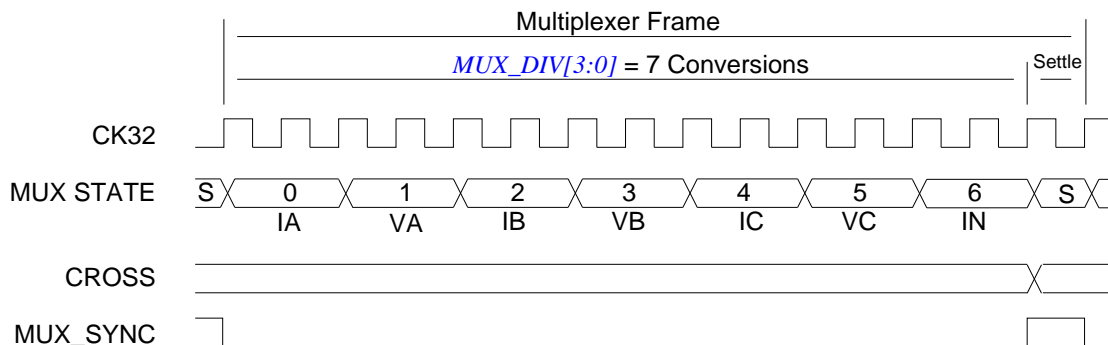 Multiplexer Frame
MUX_DIV[3:0] = 7 Conversions Settle
CK32
MUX STATE S 0 1 2 3 4 5 6 S
IA VA IB VB IC VC IN
CROSS
MUX_SYNC